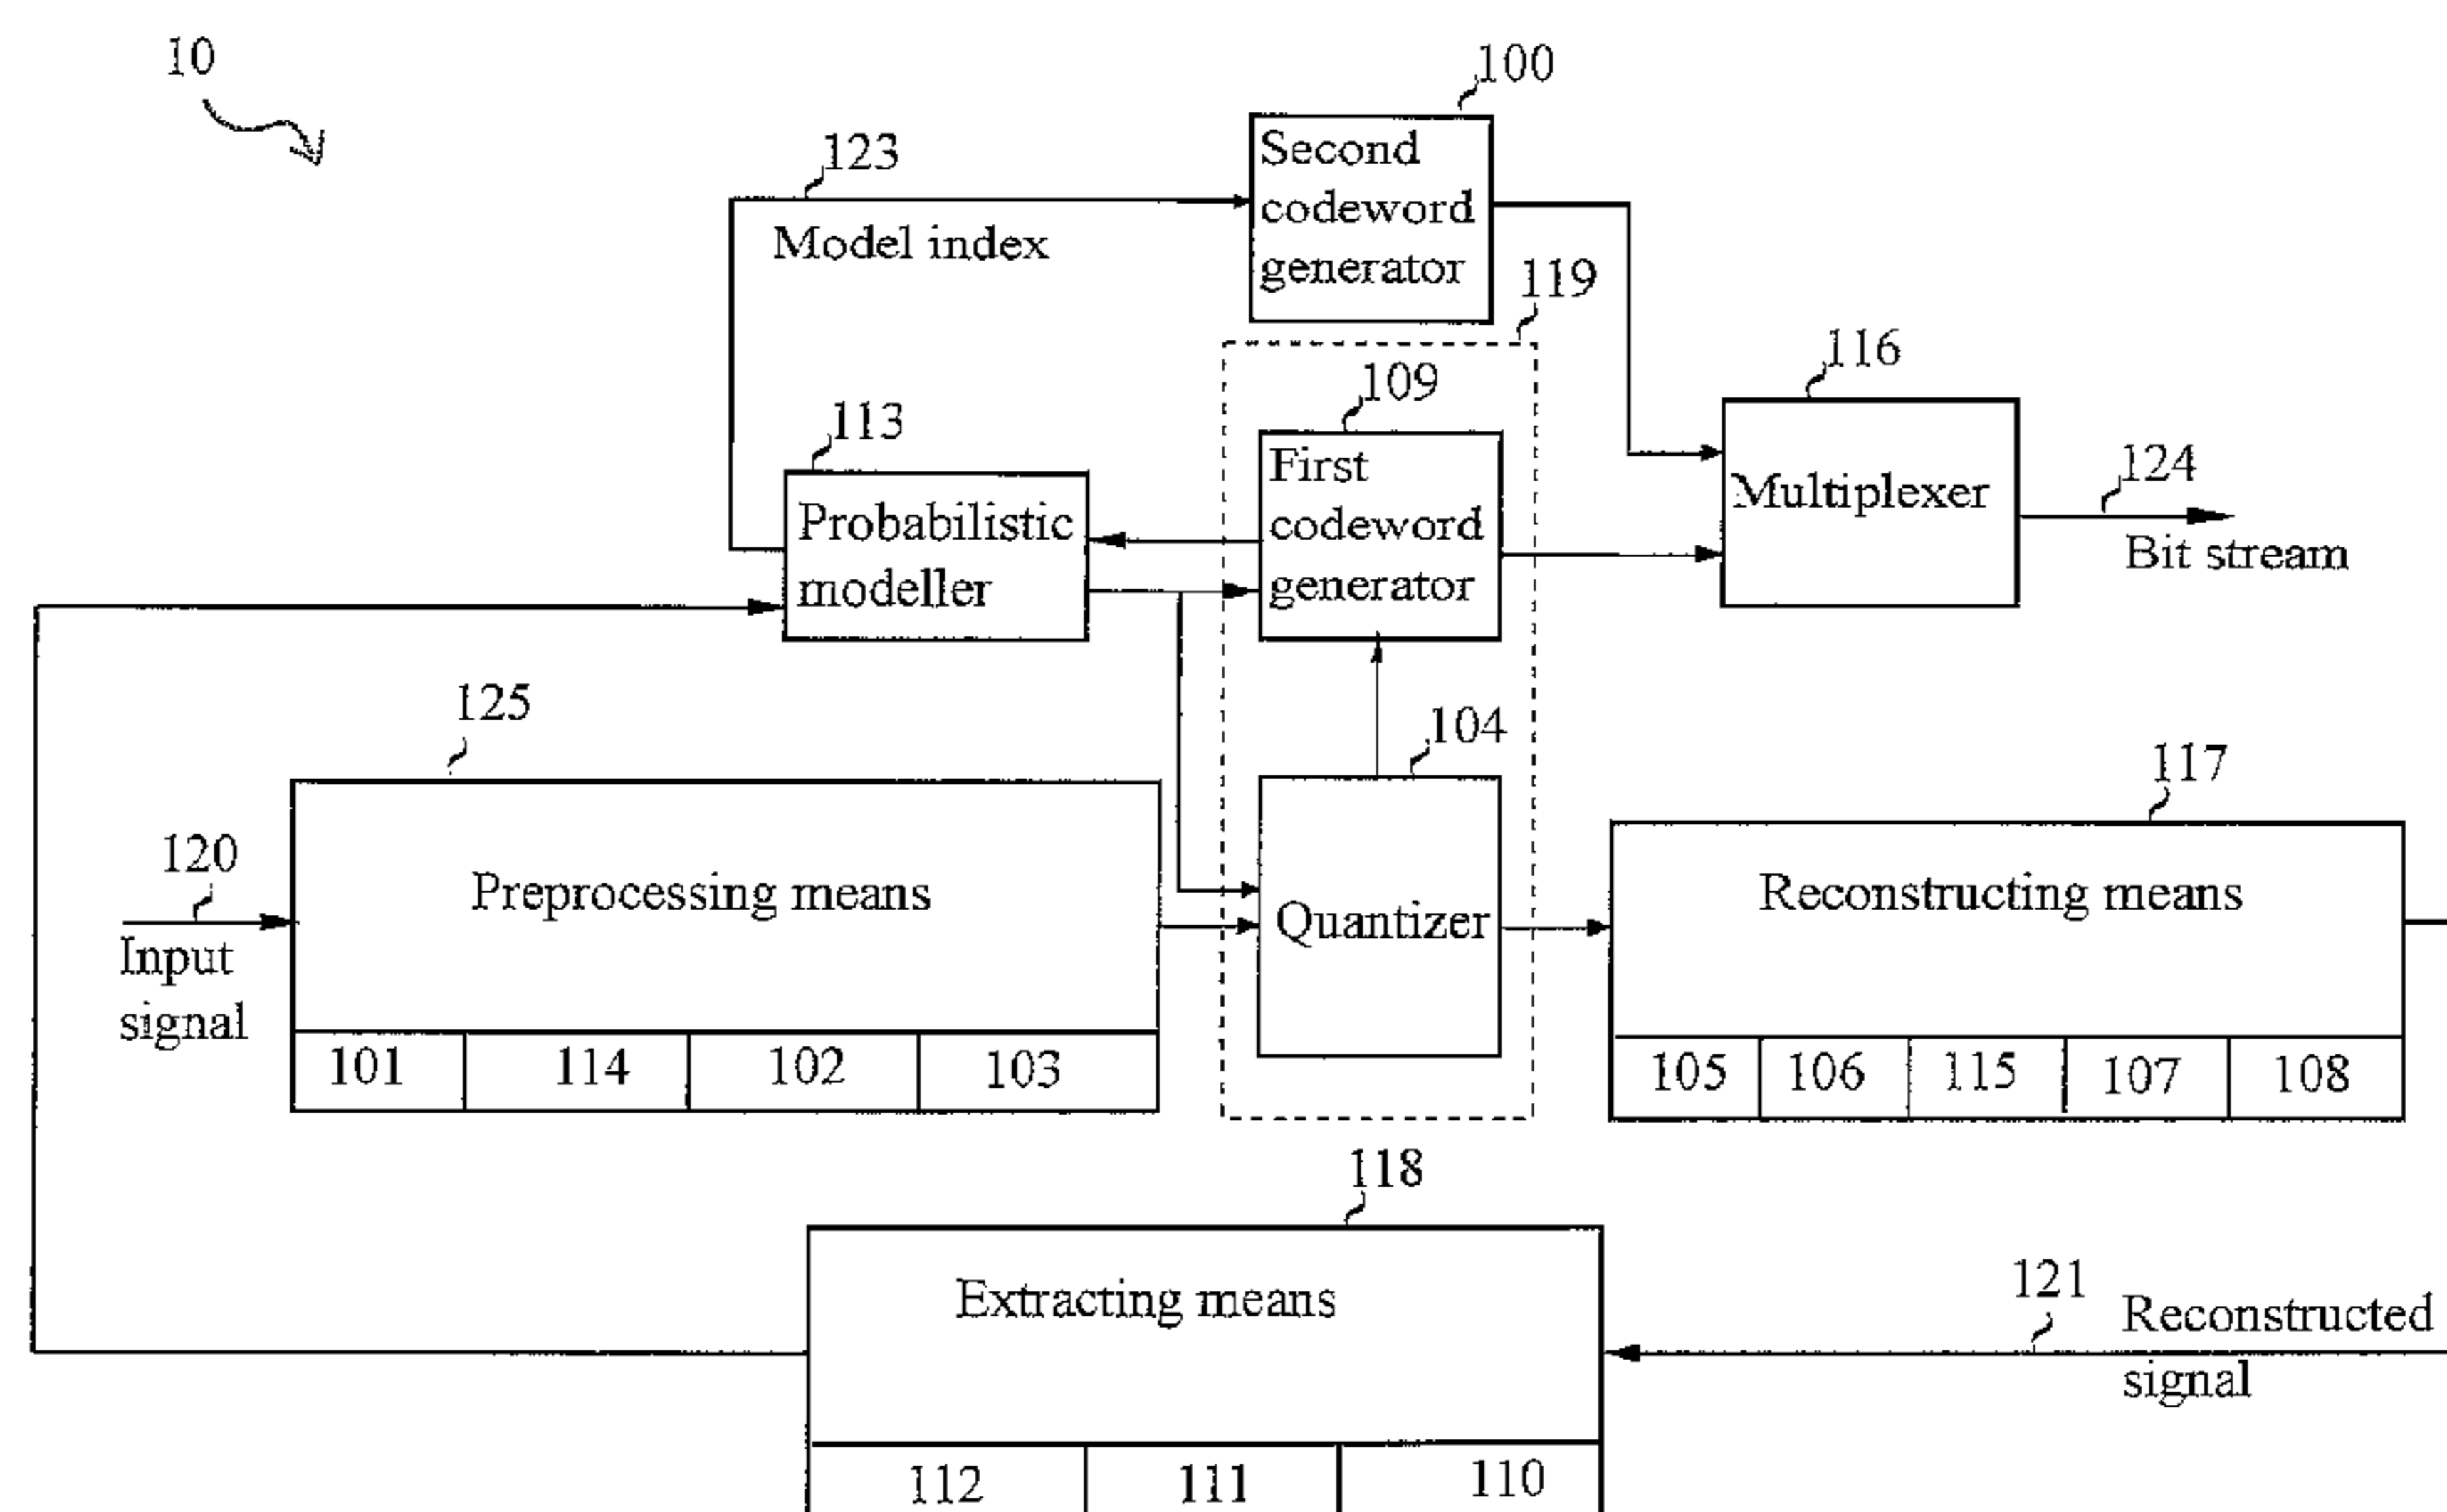 10
100
Second
codeword
generator
123
Model index
119
116
Multiplexer
124
Bit stream
109
First
codeword
generator
113
Probabilistic
modeller
125
104
117
120
Input
signal
Preprocessing means
Quantizer
Reconstructing means
101 114 102 103
105 106 115 107 108
118
Extracting means
121
Reconstructed
signal
112 111 110